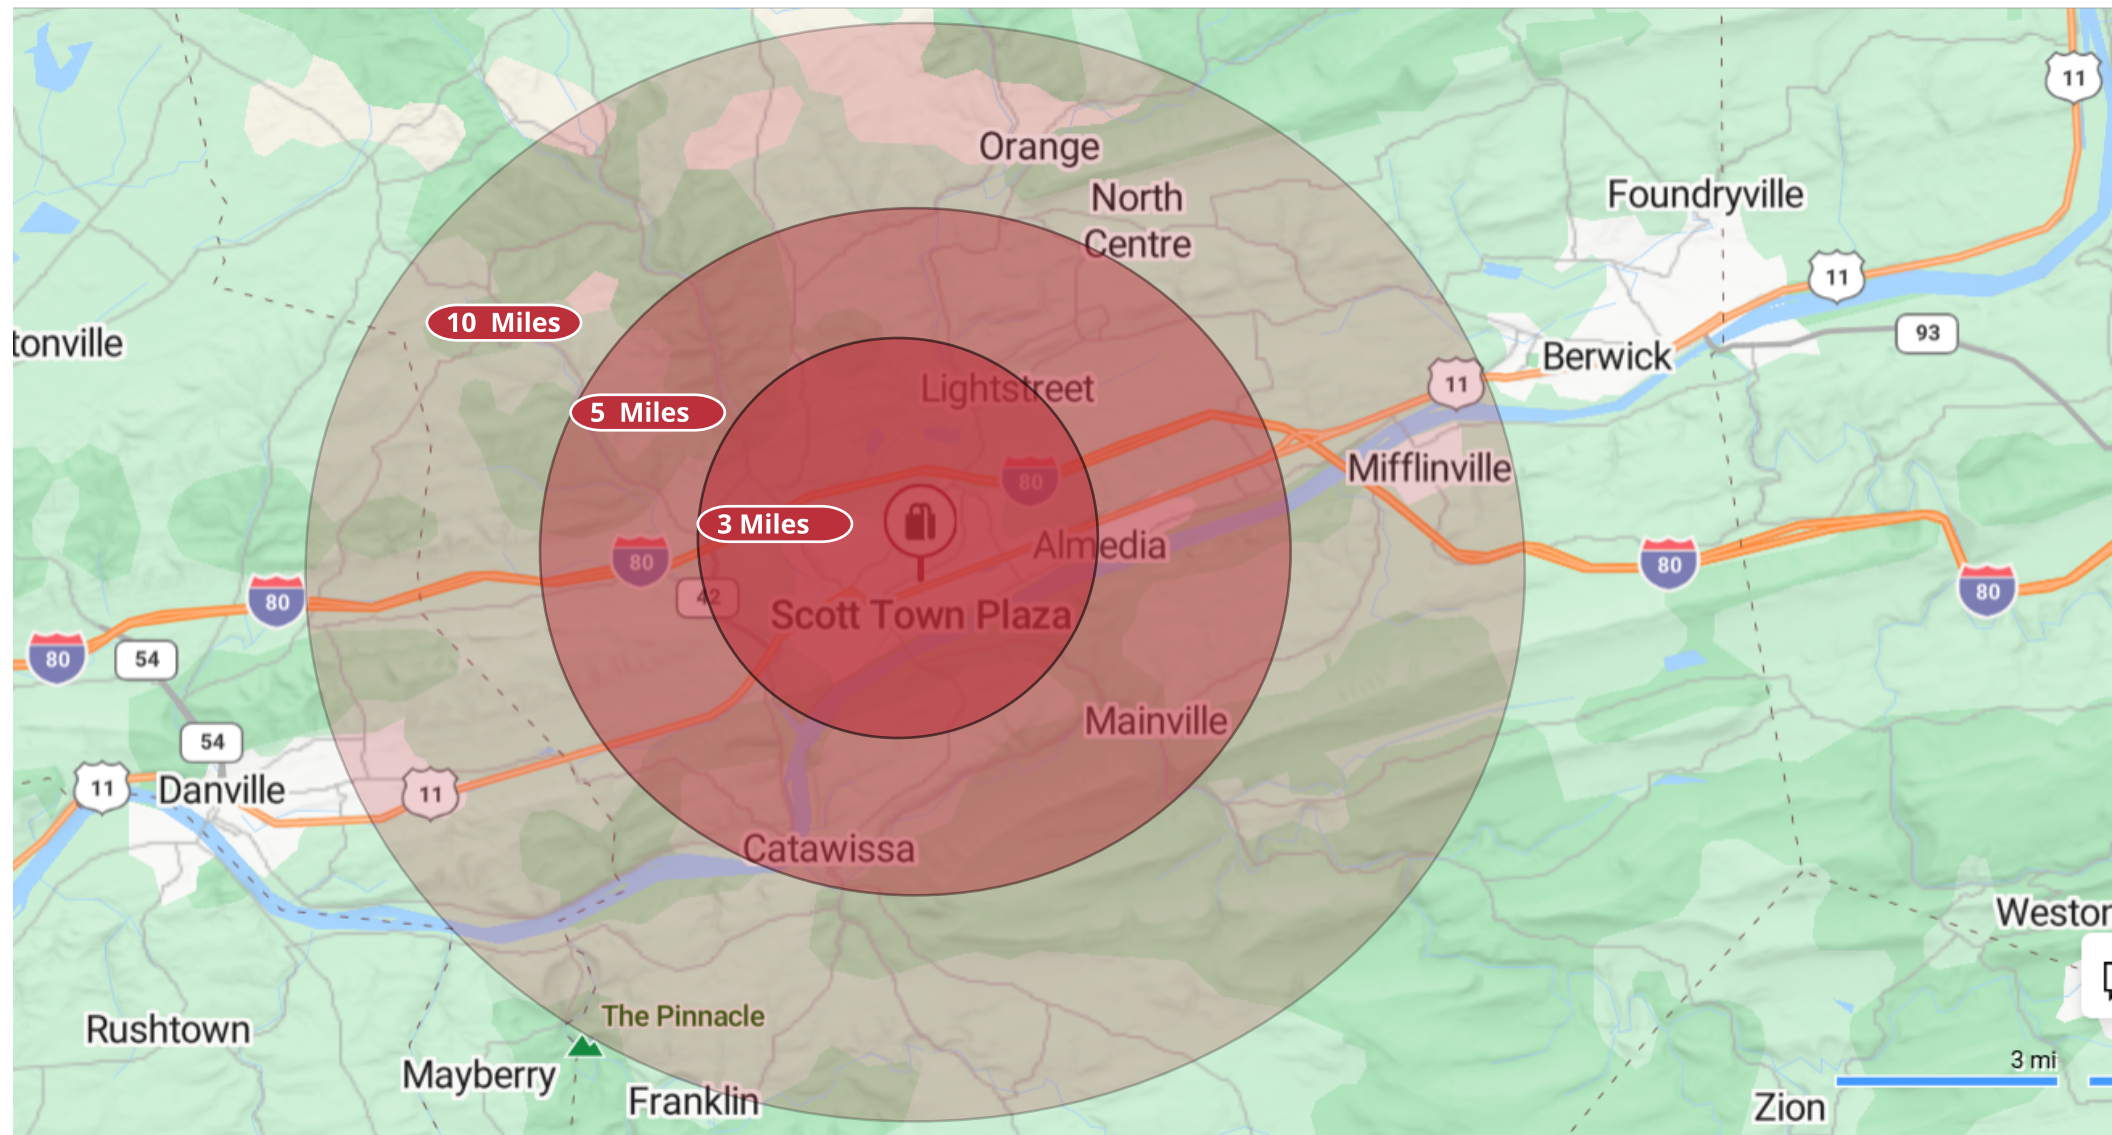 11
Orange
North
Centre
Foundryville
11
10 Miles
tonville
93
Berwick
11
Lightstreet
5 Miles
Mifflinville
80
3 Miles
Almedia
80
80
42
80
80
Scott Town Plaza
80
54
Mainville
54
11
Danville
11
Catawissa
Weston
The Pinnacle
Rushtown
3 mi
Mayberry
Franklin
Zion